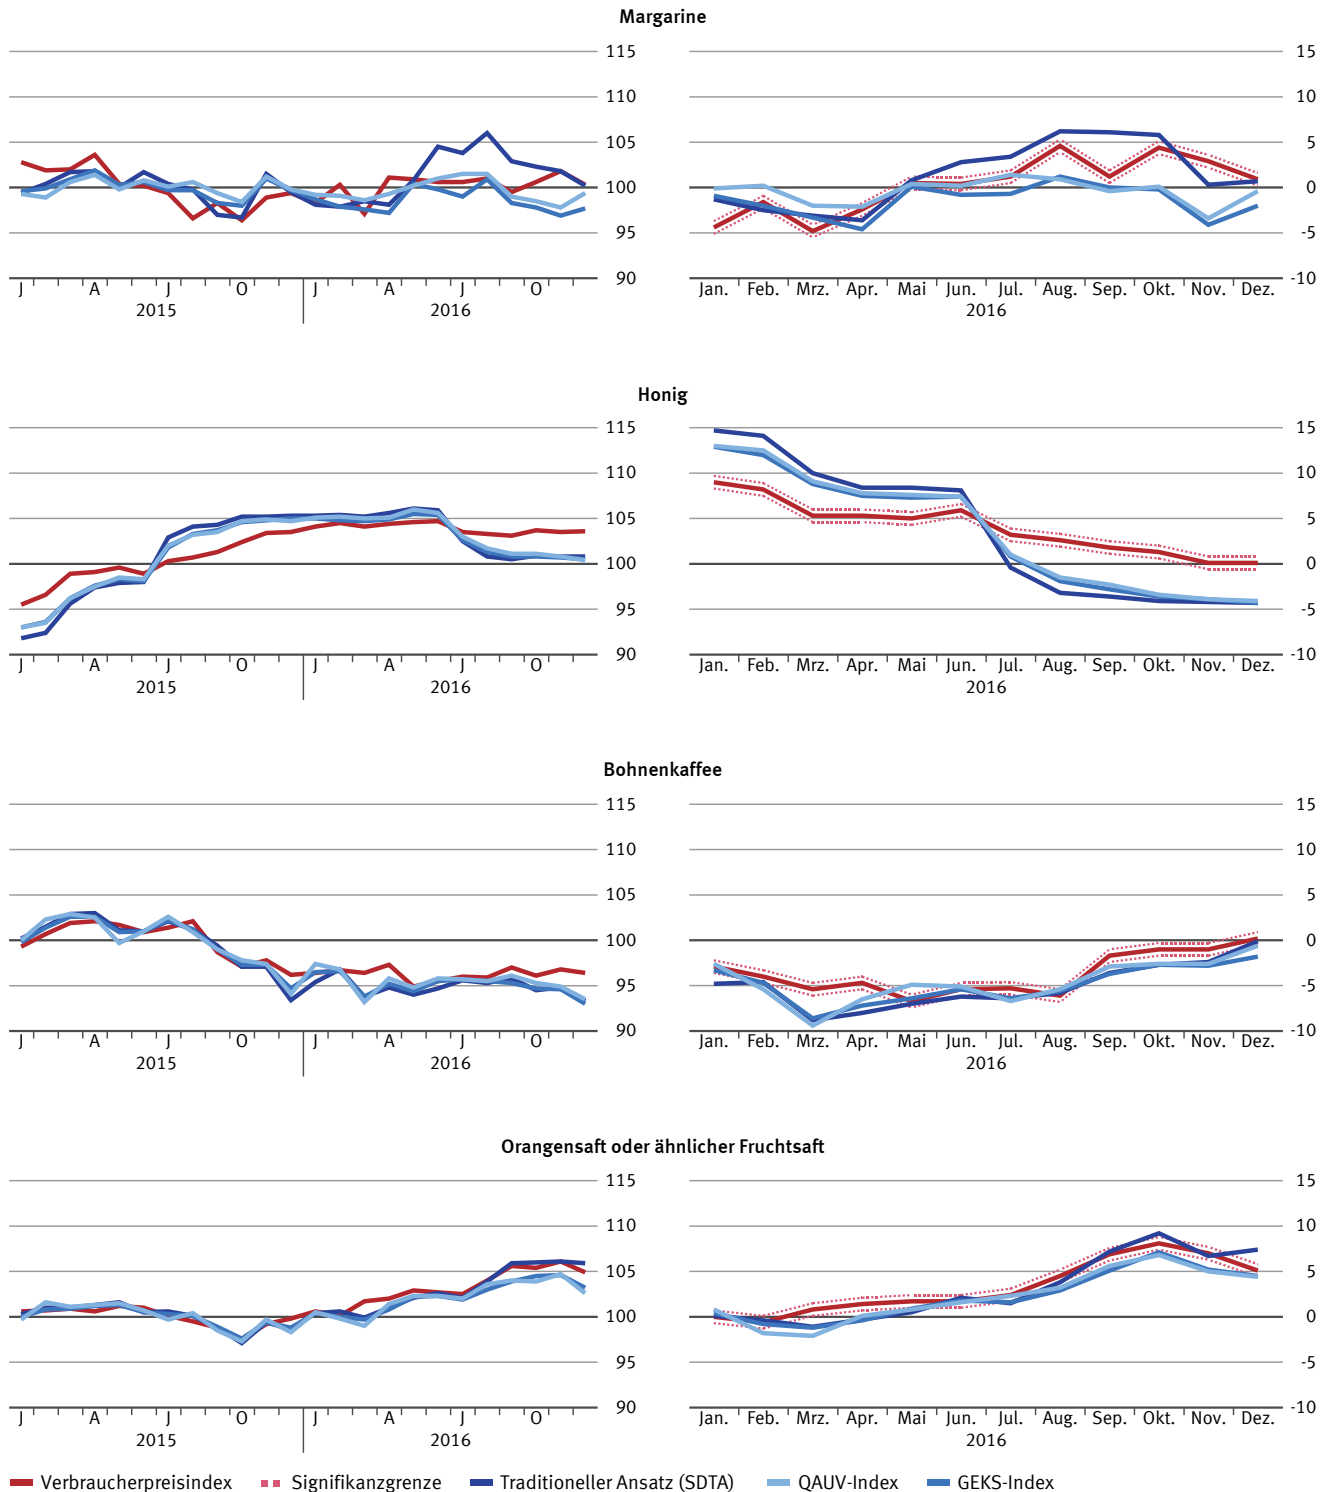 Margarine
115 15
110 10
105 5
100 0
95 -5
90 -10
J A J O J A J O Jan. Feb. Mrz. Apr. Mai Jun. Jul. Aug. Sep. Okt. Nov. Dez.
2015 2016 2016
Honig
115 15
110 10
105 5
100 0
95 -5
90 -10
J A J O J A J O Jan. Feb. Mrz. Apr. Mai Jun. Jul. Aug. Sep. Okt. Nov. Dez.
2015 2016 2016
Bohnenkaffee
115 15
110 10
105 5
100 0
95 -5
90 -10
J A J O J A J O Jan. Feb. Mrz. Apr. Mai Jun. Jul. Aug. Sep. Okt. Nov. Dez.
2015 2016 2016
Orangensaft oder ähnlicher Fruchtsaft
115 15
110 10
105 5
100 0
95 -5
90 -10
J A J O J A J O Jan. Feb. Mrz. Apr. Mai Jun. Jul. Aug. Sep. Okt. Nov. Dez.
2015 2016 2016
Verbraucherpreisindex Signifikanzgrenze Traditioneller Ansatz (SDTA) QAUV-Index GEKS-Index